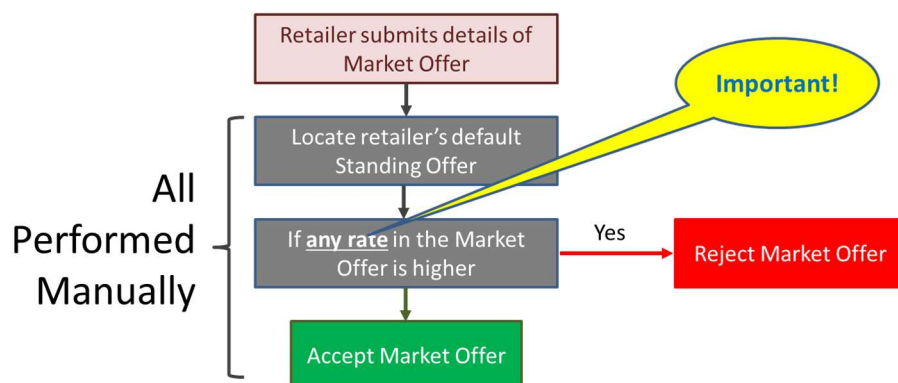 Retailer submits details of
Market Offer
Important!
Locate retailer’s default
Standing Offer
All
Performed
Manually
If any rate in the Market
Offer is higher
Yes
Reject Market Offer
Accept Market Offer